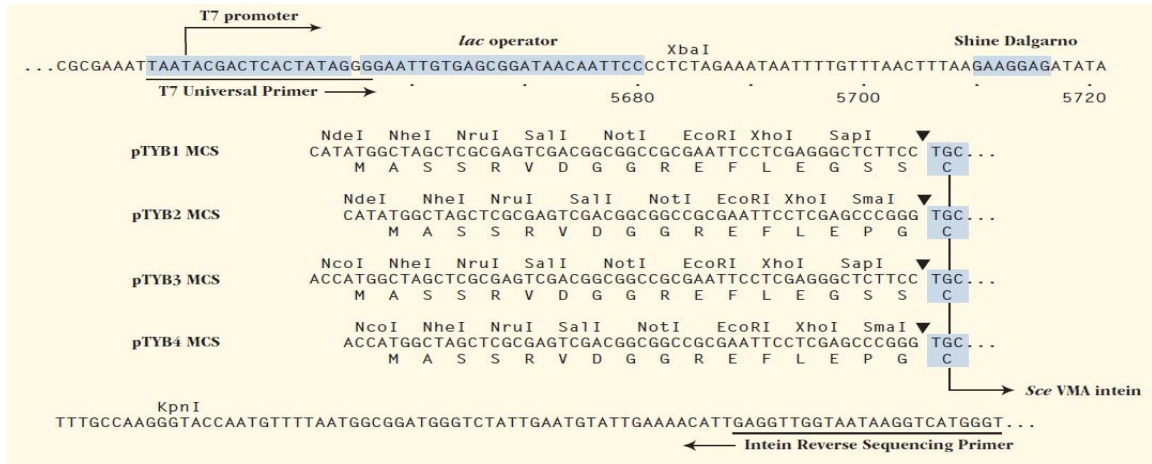 T7 promoter
lac operator
XbaI
Shine Dalgarno
...CGCGAAATTAATACGACTCACTATAGGGGAATTGTGAGCGGATAACAATTCCCCTCTAGAAATAATTTTGTTTAACTTTAAGAAGGAGATATA
T7 Universal Primer
5680 5700 5720
NdeI NheI NruI SalI NotI EcoRI XhoI SapI
pTYB1 MCS CATATGGCTAGCTCGCGAGTCGACGGCGGCCGCGAATTCCTCGAGGGCTCTTCC TGC...
M A S S R V D G G R E F L E G S S C
NdeI NheI NruI SalI NotI EcoRI XhoI SmaI
pTYB2 MCS CATATGGCTAGCTCGCGAGTCGACGGCGGCCGCGAATTCCTCGAGCCCGGG TGC...
M A S S R V D G G R E F L E P G C
NcoI NheI NruI SalI NotI EcoRI XhoI SapI
pTYB3 MCS ACCATGGCTAGCTCGCGAGTCGACGGCGGCCGCGAATTCCTCGAGGGCTCTTCC TGC...
M A S S R V D G G R E F L E G S S C
NcoI NheI NruI SalI NotI EcoRI XhoI SmaI
pTYB4 MCS ACCATGGCTAGCTCGCGAGTCGACGGCGGCCGCGAATTCCTCGAGCCCGGG TGC...
M A S S R V D G G R E F L E P G C
Sce VMA intein
KpnI
TTTGCCAAGGGTACCAATGTTTTAATGGCGGATGGGTCTATTGAATGTATTGAAAACATTGAGGTTGGTAATAAGGTCATGGGT...
Intein Reverse Sequencing Primer